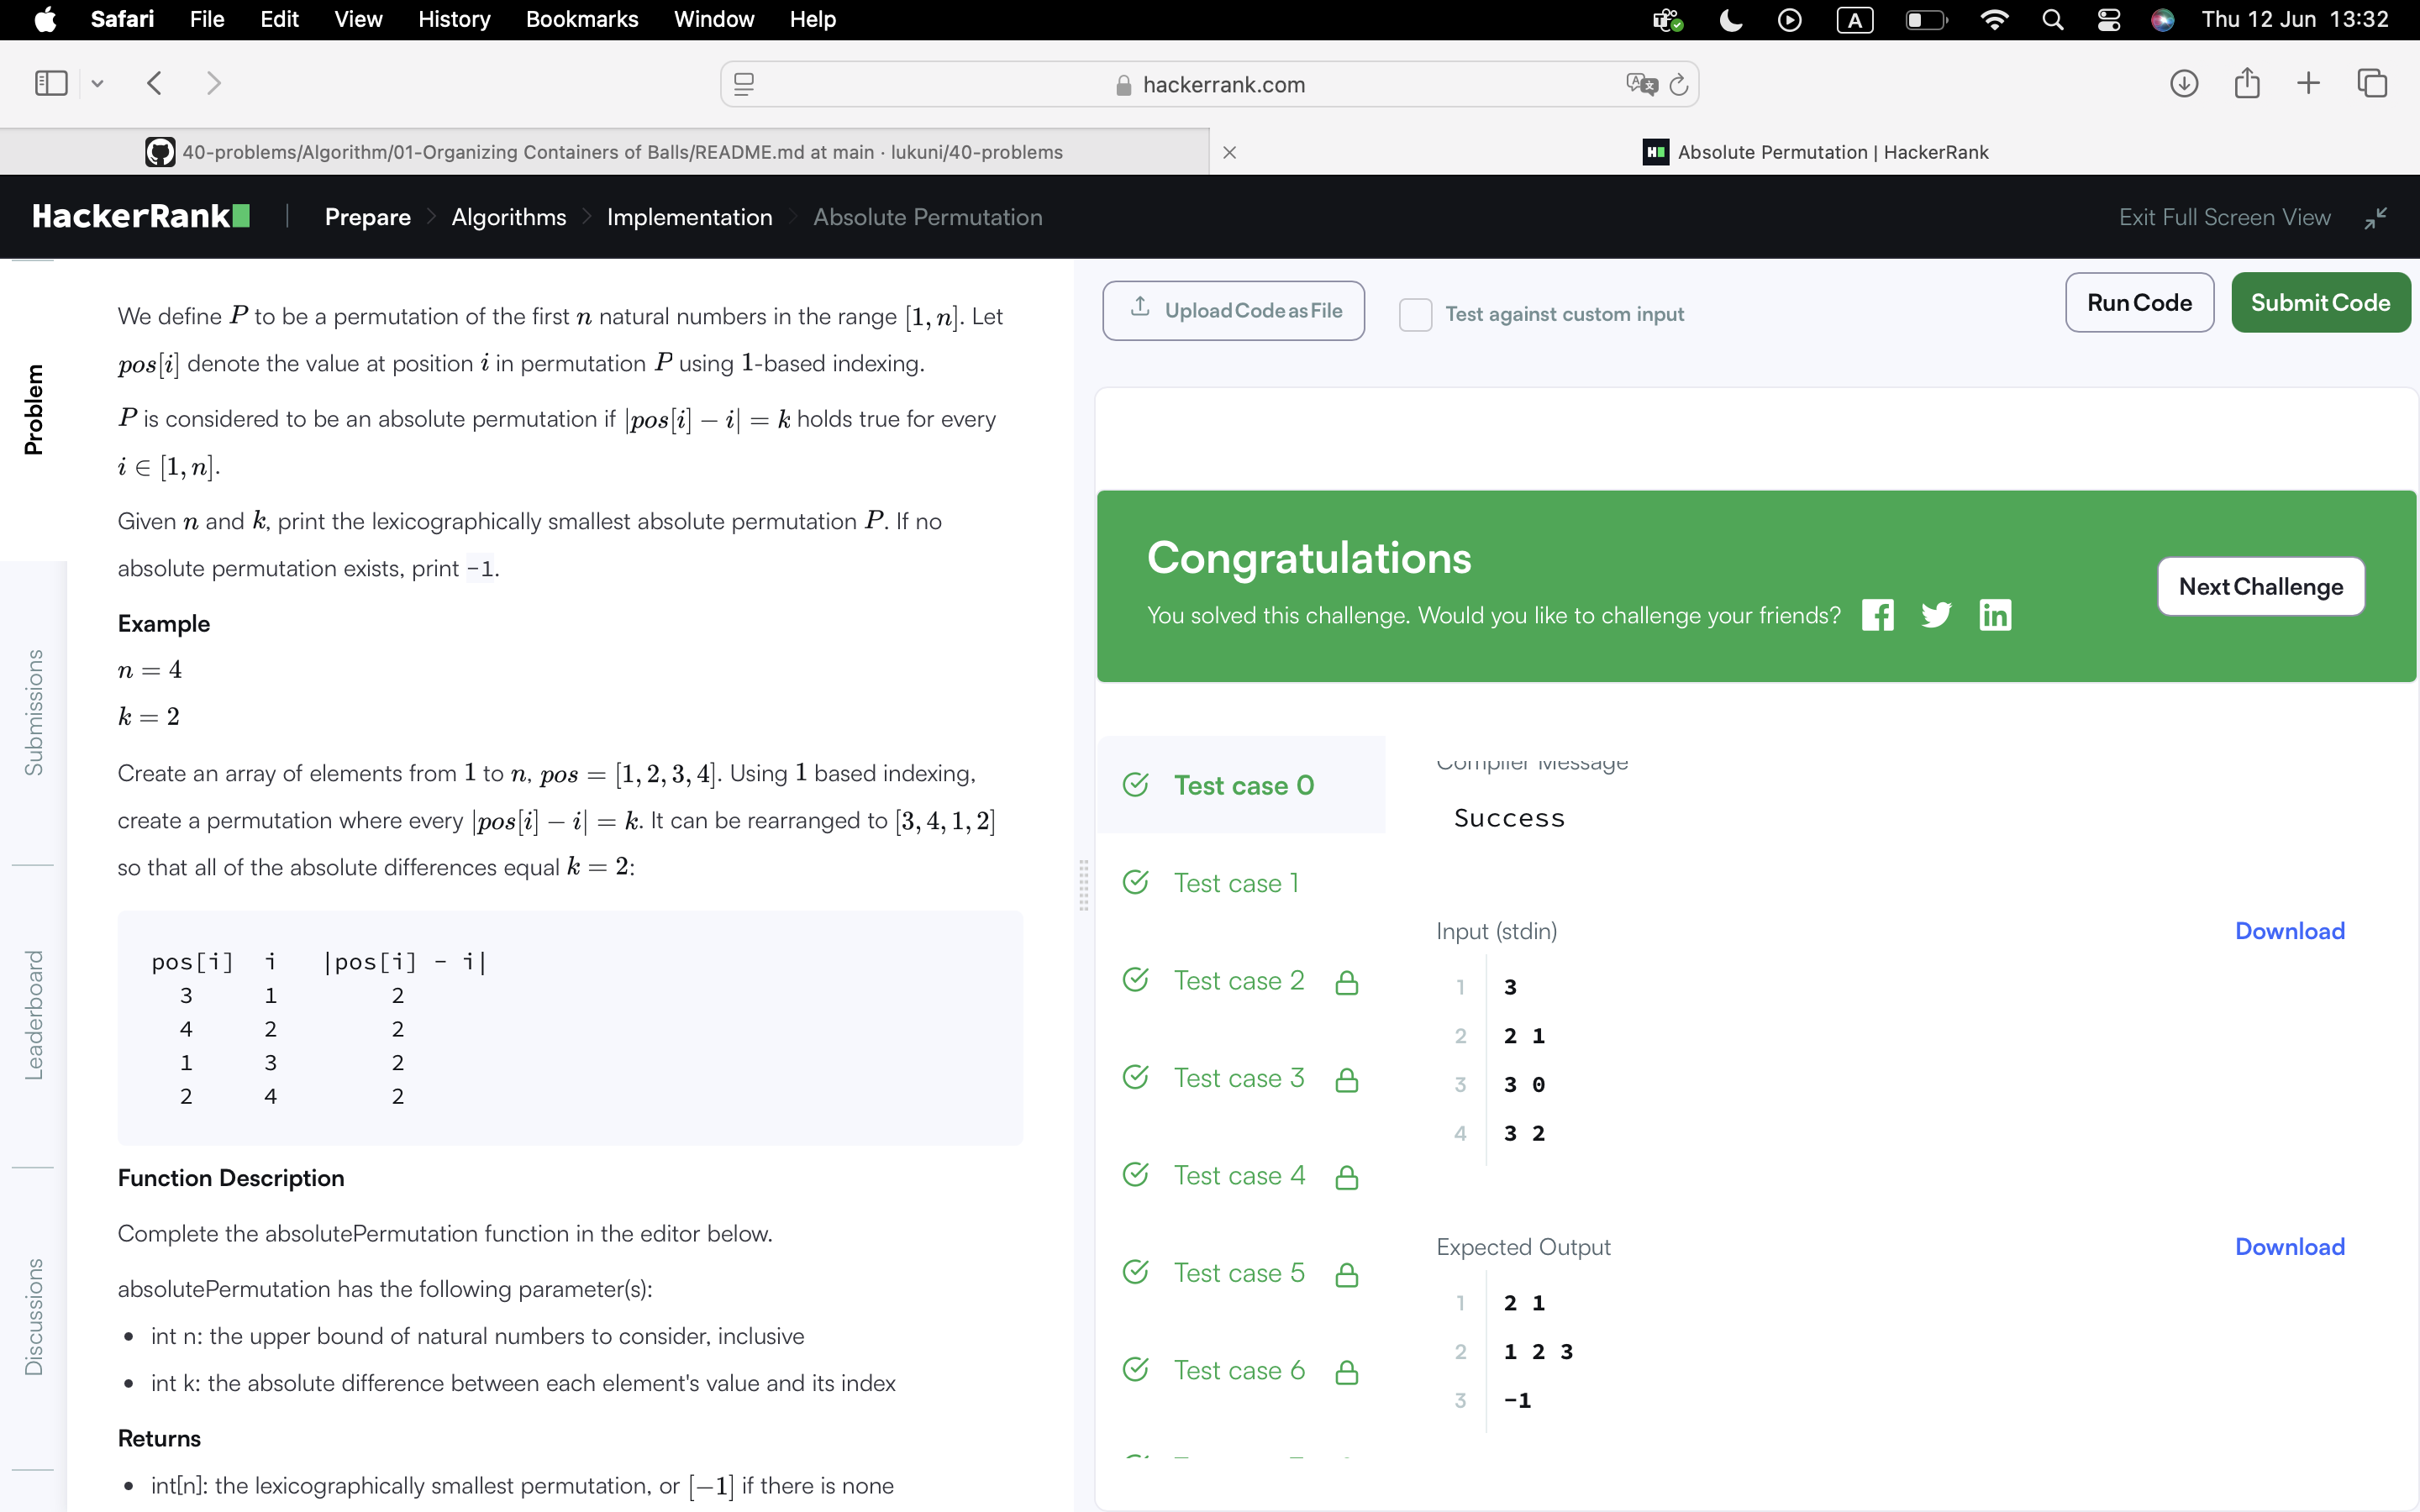 Safari File Edit View History Bookmarks Window Help A Thu 12 Jun 13:32
hackerrank.com
40-problems/Algorithm/01-Organizing Containers of Balls/README.md at main · lukuni/40-problems
Absolute Permutation | HackerRank
HackerRank Prepare Algorithms Implementation Absolute Permutation Exit Full Screen View
Problem
Submissions
Leaderboard
Discussions
We define P to be a permutation of the first n natural numbers in the range [1, n]. Let
pos[i] denote the value at position i in permutation P using 1-based indexing.
P is considered to be an absolute permutation if |pos[i] − i| = k holds true for every
i ∈ [1, n].
Given n and k, print the lexicographically smallest absolute permutation P. If no
absolute permutation exists, print -1.
Example
n = 4
k = 2
Create an array of elements from 1 to n, pos = [1, 2, 3, 4]. Using 1 based indexing,
create a permutation where every |pos[i] − i| = k. It can be rearranged to [3, 4, 1, 2]
so that all of the absolute differences equal k = 2:
pos[i] i |pos[i] - i|
3 1 2
4 2 2
1 3 2
2 4 2
Function Description
Complete the absolutePermutation function in the editor below.
absolutePermutation has the following parameter(s):
• int n: the upper bound of natural numbers to consider, inclusive
• int k: the absolute difference between each element's value and its index
Returns
• int[n]: the lexicographically smallest permutation, or [−1] if there is none
Upload Code as File
Test against custom input
Run Code
Submit Code
Congratulations
You solved this challenge. Would you like to challenge your friends?
Next Challenge
Test case 0
Test case 1
Test case 2
Test case 3
Test case 4
Test case 5
Test case 6
Compiler Message
Success
Input (stdin) Download
1 3
2 2 1
3 3 0
4 3 2
Expected Output Download
1 2 1
2 1 2 3
3 -1